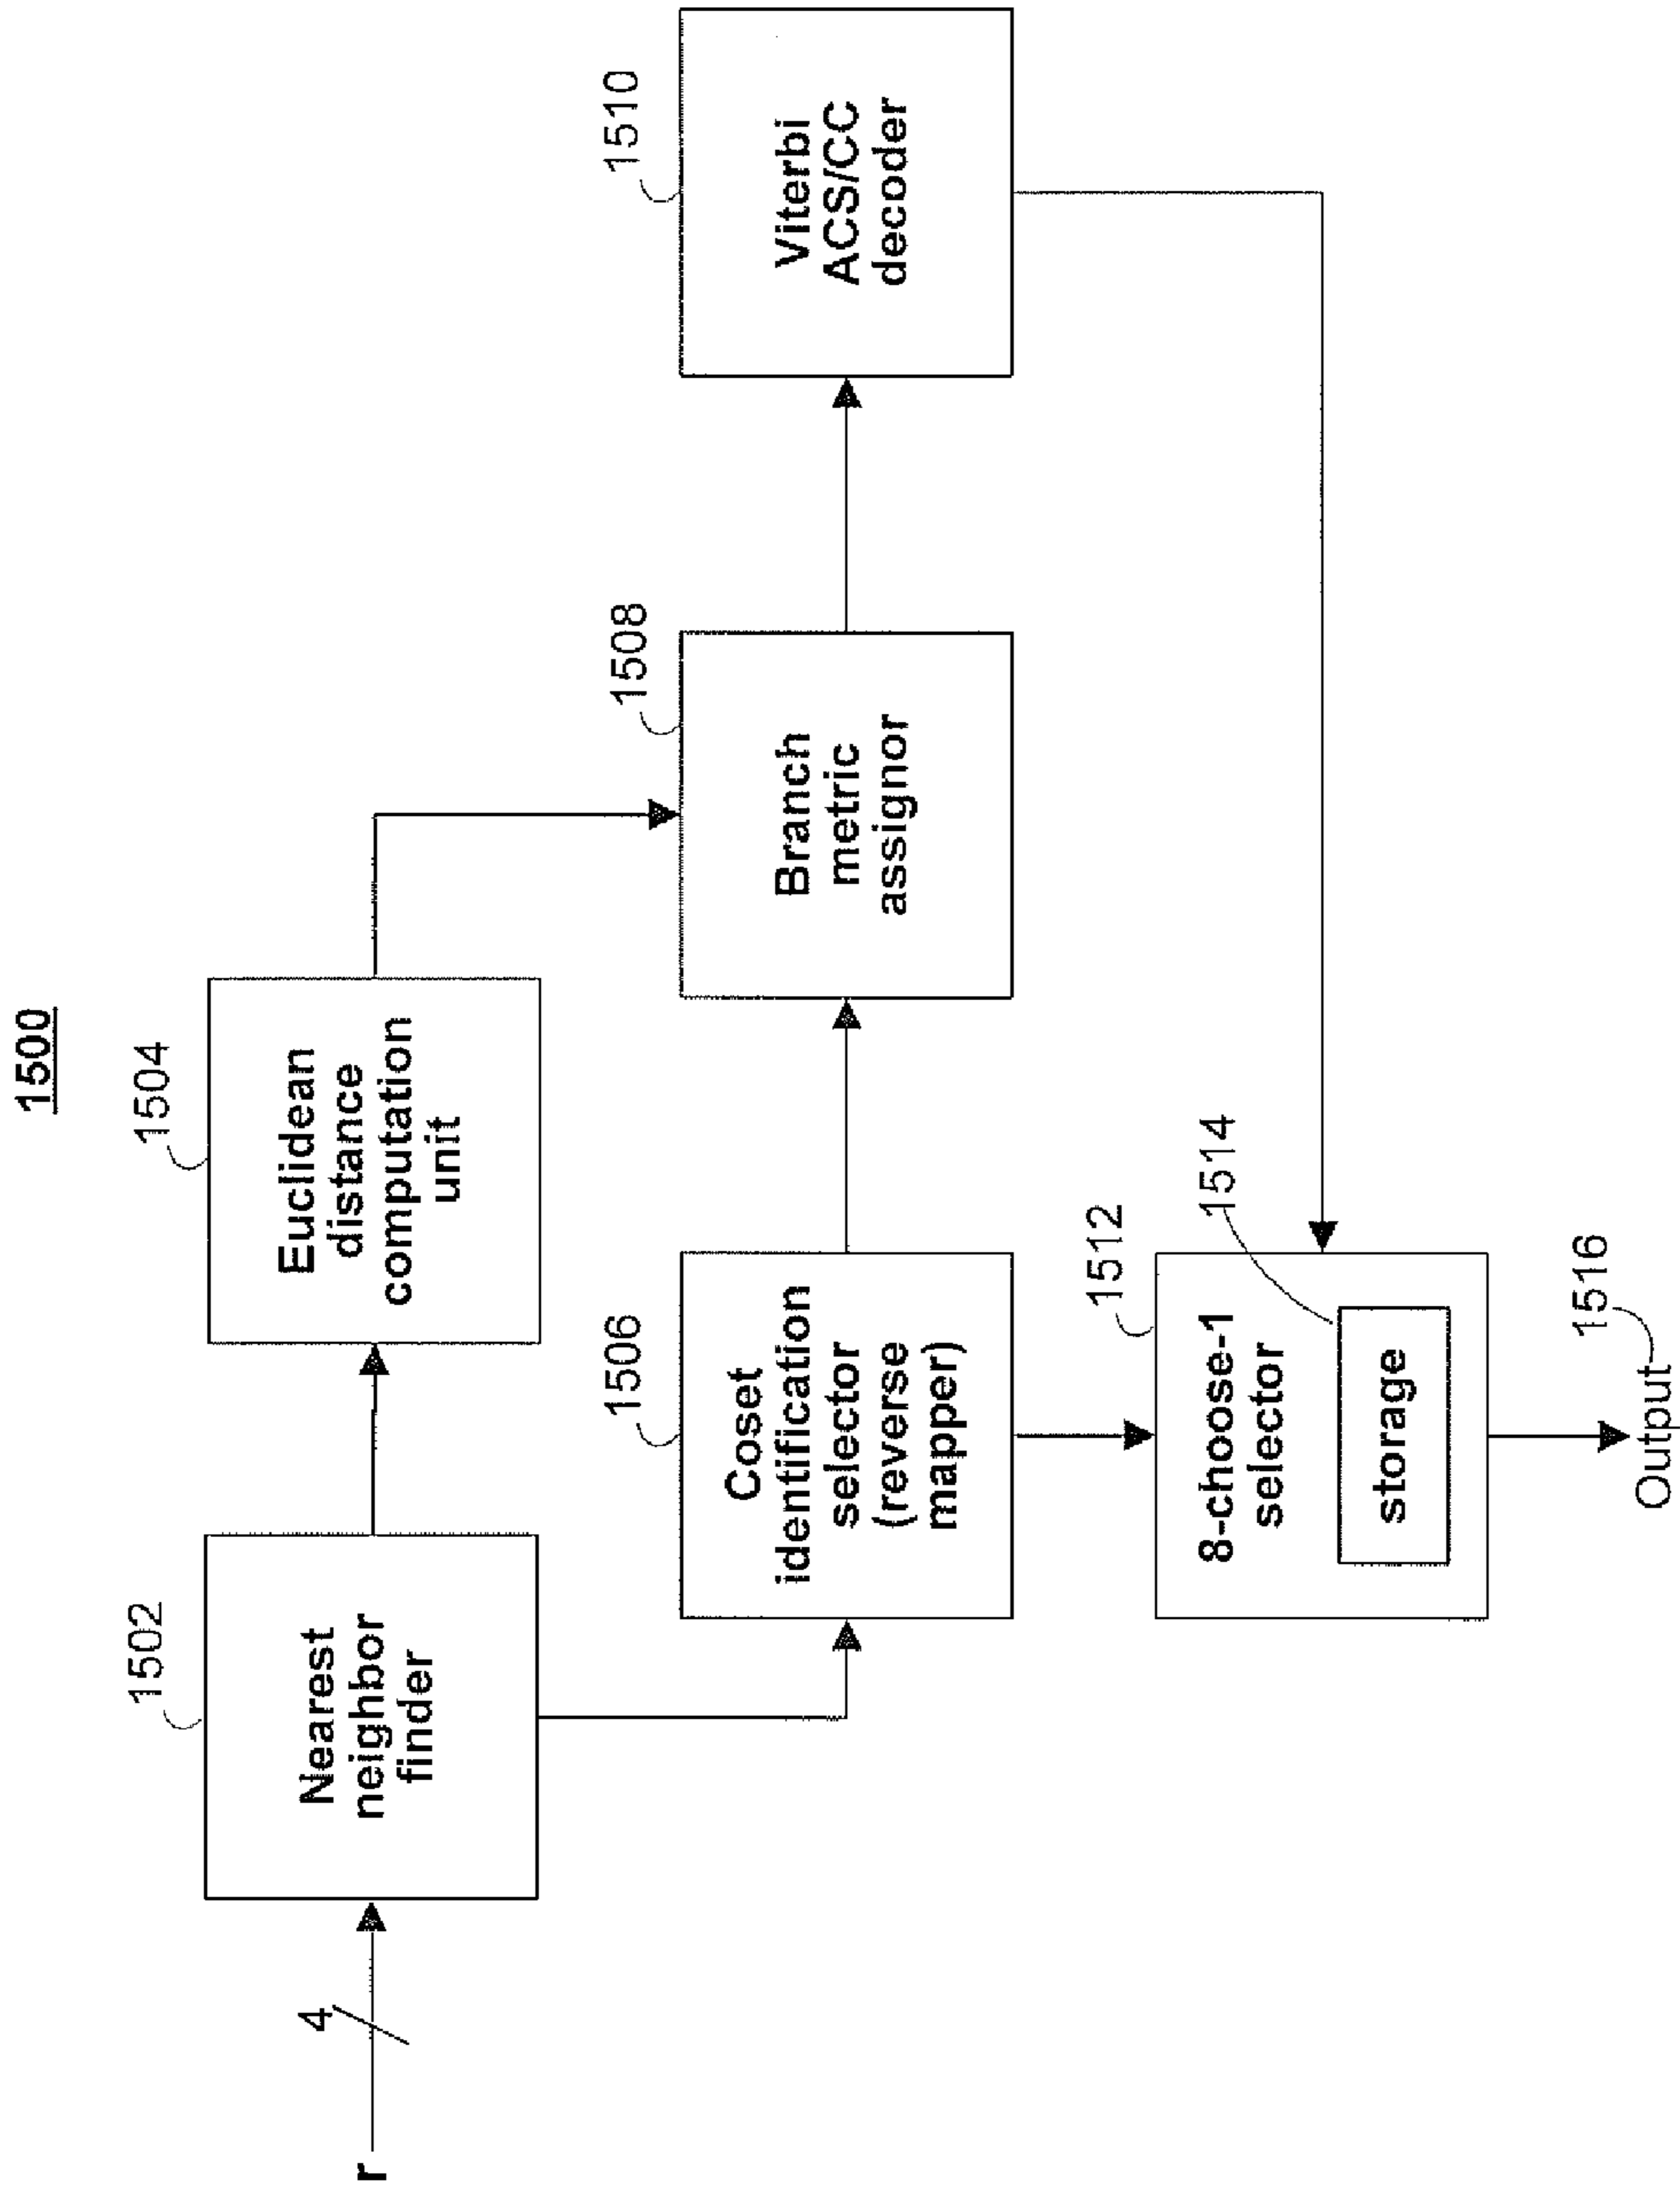 1500
r
4
1502
Nearest
neighbor
finder
1504
Euclidean
distance
computation
unit
1506
Coset
identification
selector
(reverse
mapper)
1508
Branch
metric
assignor
1510
Viterbi
ACS/CC
decoder
1512
8-choose-1
selector
1514
storage
Output
1516